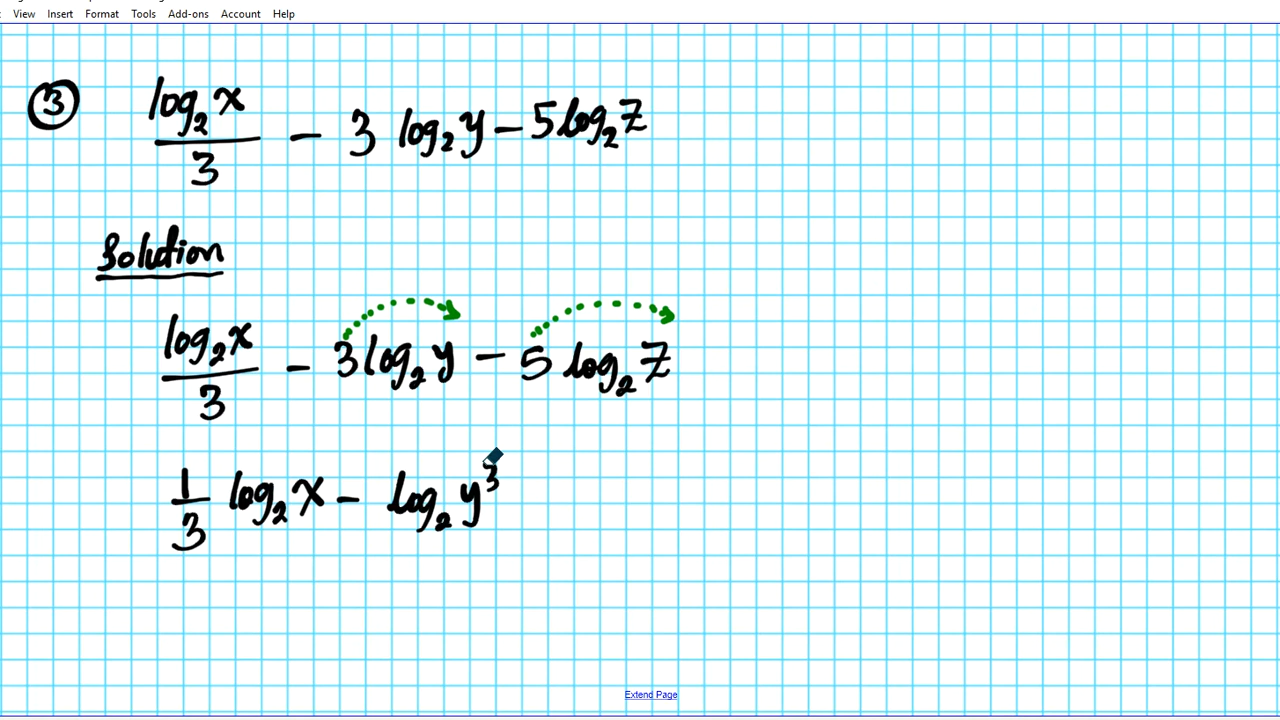 View Insert Format Tools Add-ons Account Help
③ log₂x/3 − 3 log₂y − 5log₂z
Solution
log₂x/3 − 3log₂y − 5 log₂z
1/3 log₂x − log₂y³
Extend Page